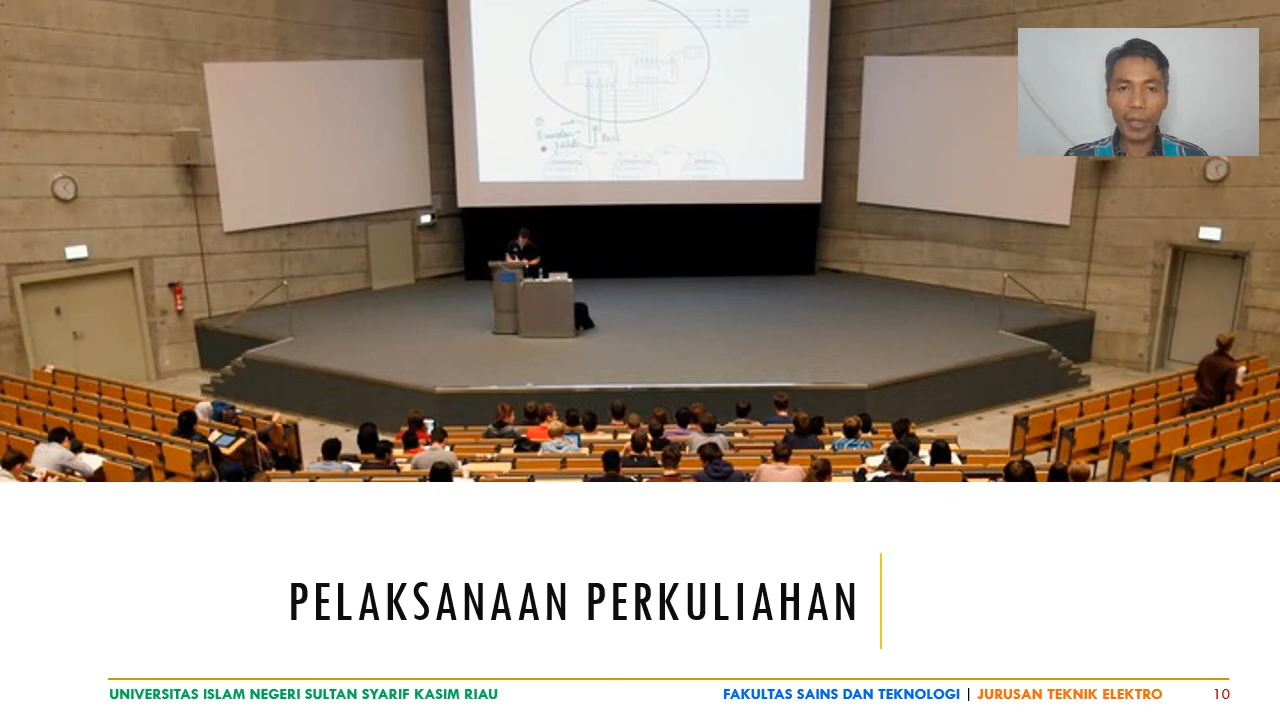 PELAKSANAAN PERKULIAHAN
UNIVERSITAS ISLAM NEGERI SULTAN SYARIF KASIM RIAU
FAKULTAS SAINS DAN TEKNOLOGI | JURUSAN TEKNIK ELEKTRO
10